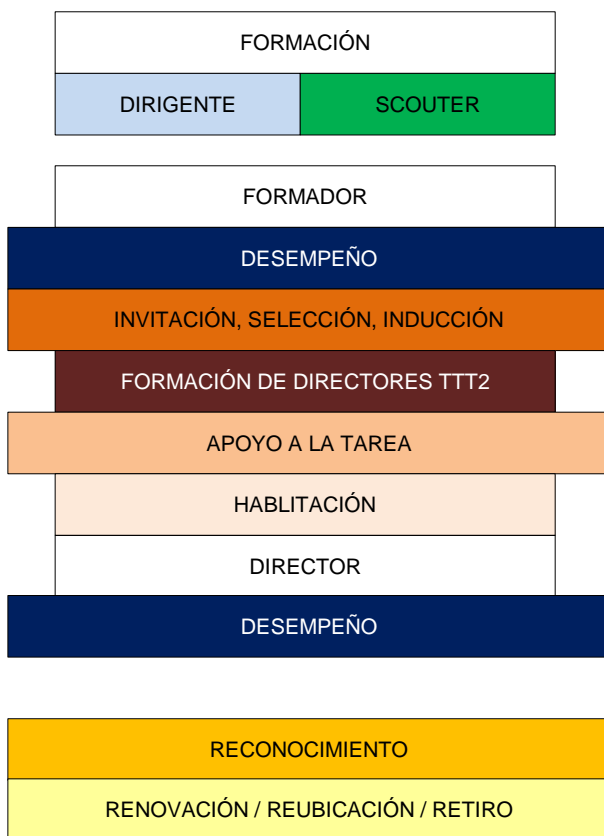 FORMACIÓN
DIRIGENTE
SCOUTER
FORMADOR
DESEMPEÑO
INVITACIÓN, SELECCIÓN, INDUCCIÓN
FORMACIÓN DE DIRECTORES TTT2
APOYO A LA TAREA
HABLITACIÓN
DIRECTOR
DESEMPEÑO
RECONOCIMIENTO
RENOVACIÓN / REUBICACIÓN / RETIRO